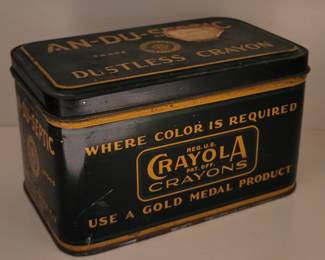 AN-DU-SEPTIC
TRADE
DUSTLESS CRAYON
WHERE COLOR IS REQUIRED
REG. U.S.
CRAYOLA
PAT. OFF.
CRAYONS
USE A GOLD MEDAL PRODUCT